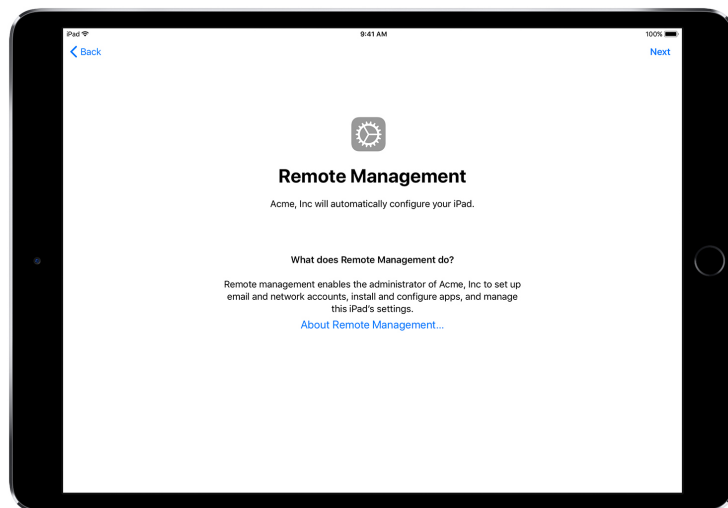 iPad
9:41 AM
100%
Back
Next
Remote Management
Acme, Inc will automatically configure your iPad.
What does Remote Management do?
Remote management enables the administrator of Acme, Inc to set up
email and network accounts, install and configure apps, and manage
this iPad's settings.
About Remote Management...